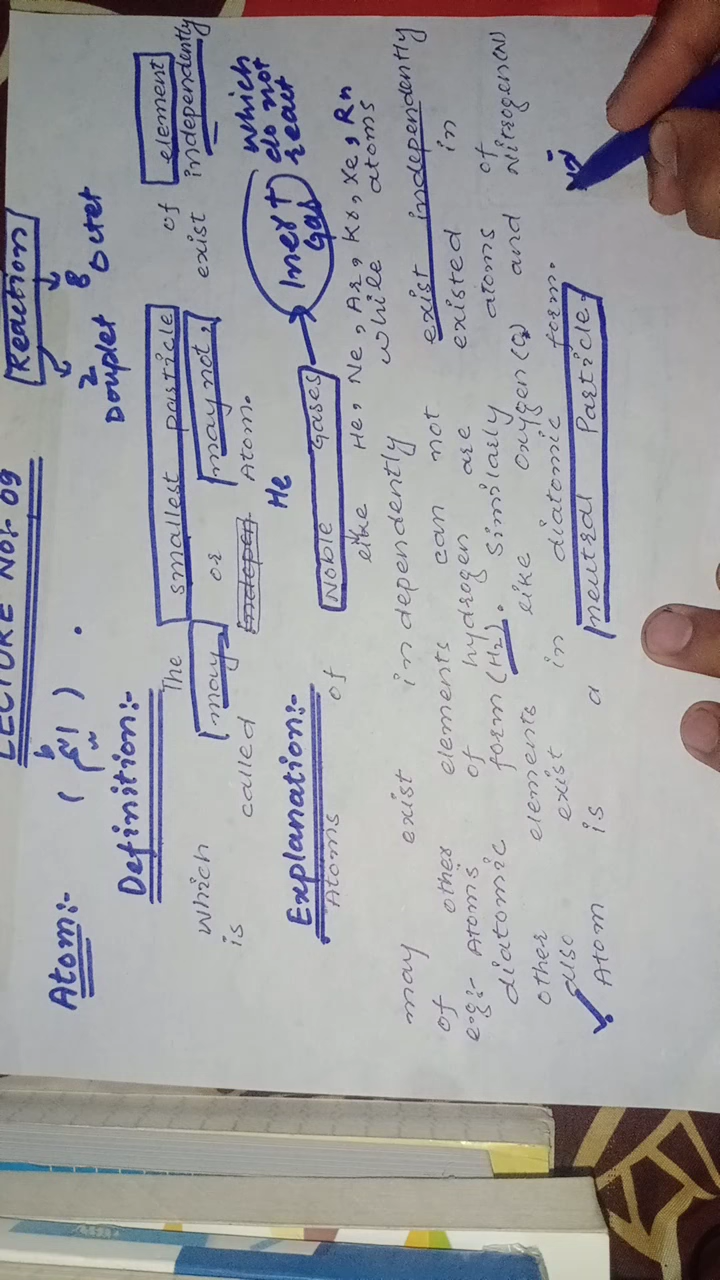 LECTURE NO:- 09
Reaction
2 8
Douplet Octet
Atom:- ( ایٹم ) .
Definition:-
The smallest particle of element
which may or may not, exist independently
is called Atom.
He
Inert Gas
which do not react
Explanation:-
Atoms of Noble Gases
like He, Ne, Ar, Kr, Xe, Rn
may exist independently while atoms
of other elements can not exist independently
e.g:- Atoms of hydrogen are existed in
diatomic form (H₂). Similarly atoms of
other elements like oxygen (O₂) and Nitrogen (N)
also exist in diatomic form.
Atom is a neutral Particle.